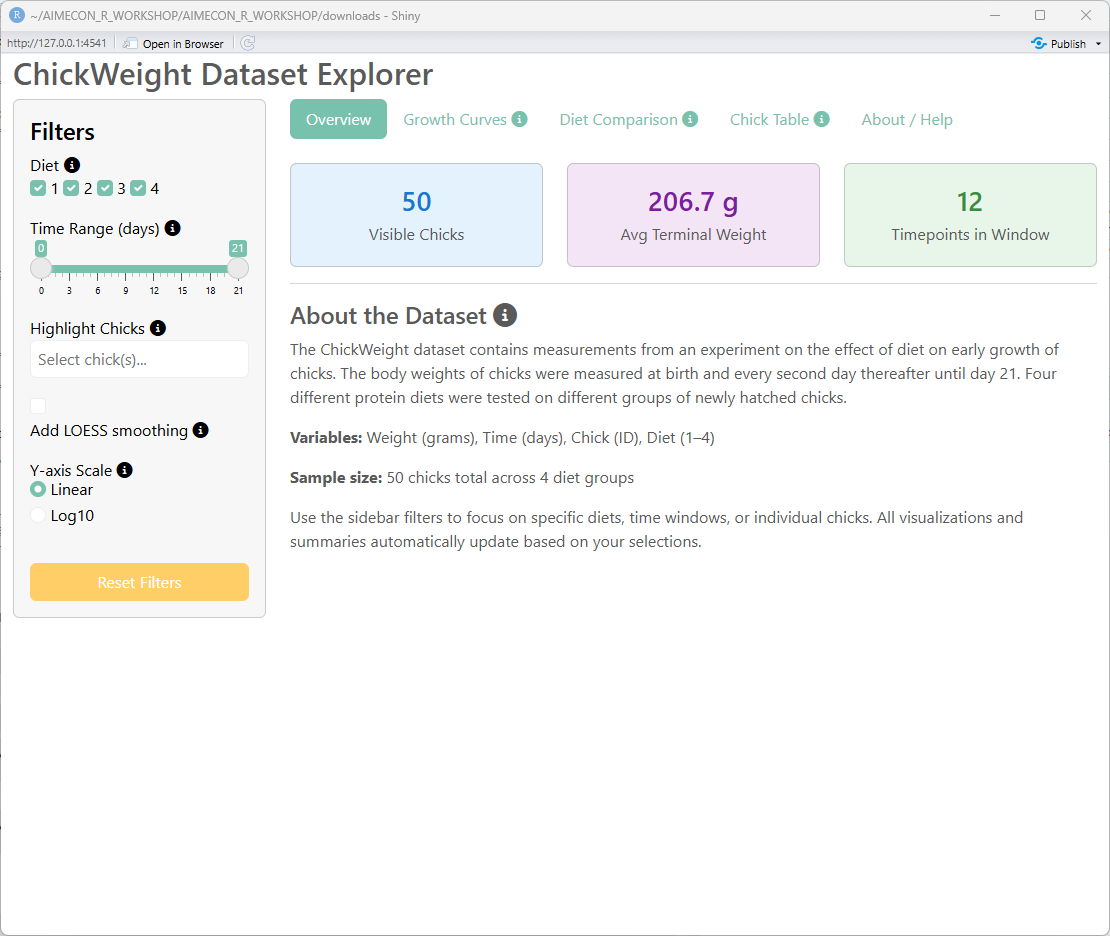 ~/AIMECON_R_WORKSHOP/AIMECON_R_WORKSHOP/downloads - Shiny
http://127.0.0.1:4541 Open in Browser Publish
ChickWeight Dataset Explorer
Filters
Diet
1 2 3 4
Time Range (days)
0 21
0 3 6 9 12 15 18 21
Highlight Chicks
Select chick(s)...
Add LOESS smoothing
Y-axis Scale
Linear
Log10
Reset Filters
Overview Growth Curves Diet Comparison Chick Table About / Help
50
Visible Chicks
206.7 g
Avg Terminal Weight
12
Timepoints in Window
About the Dataset
The ChickWeight dataset contains measurements from an experiment on the effect of diet on early growth of
chicks. The body weights of chicks were measured at birth and every second day thereafter until day 21. Four
different protein diets were tested on different groups of newly hatched chicks.
Variables: Weight (grams), Time (days), Chick (ID), Diet (1–4)
Sample size: 50 chicks total across 4 diet groups
Use the sidebar filters to focus on specific diets, time windows, or individual chicks. All visualizations and
summaries automatically update based on your selections.